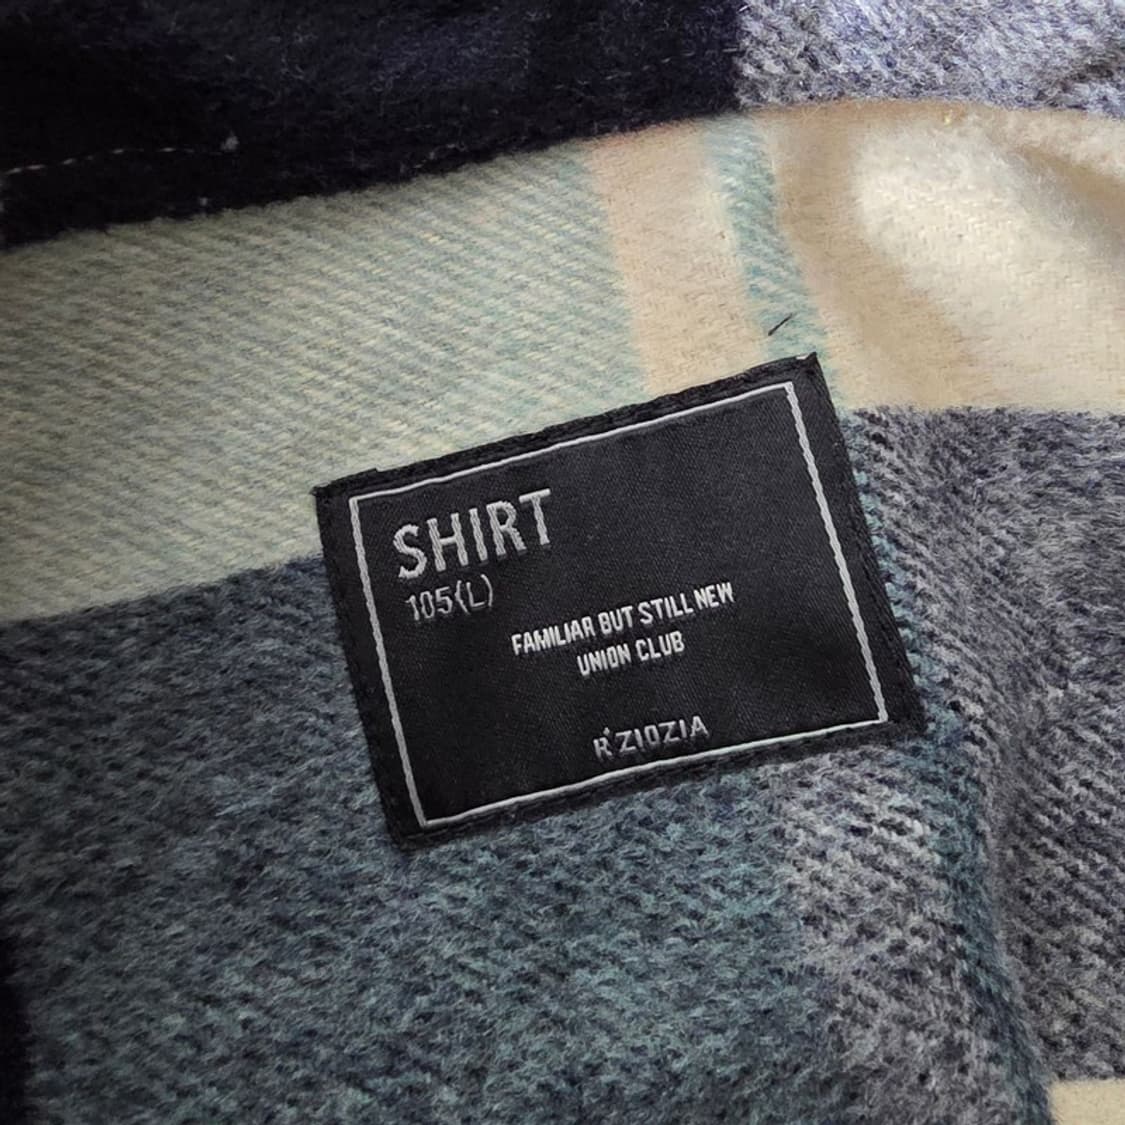 SHIRT
105(L)
FAMILIAR BUT STILL NEW
UNION CLUB
R'ZIOZIA